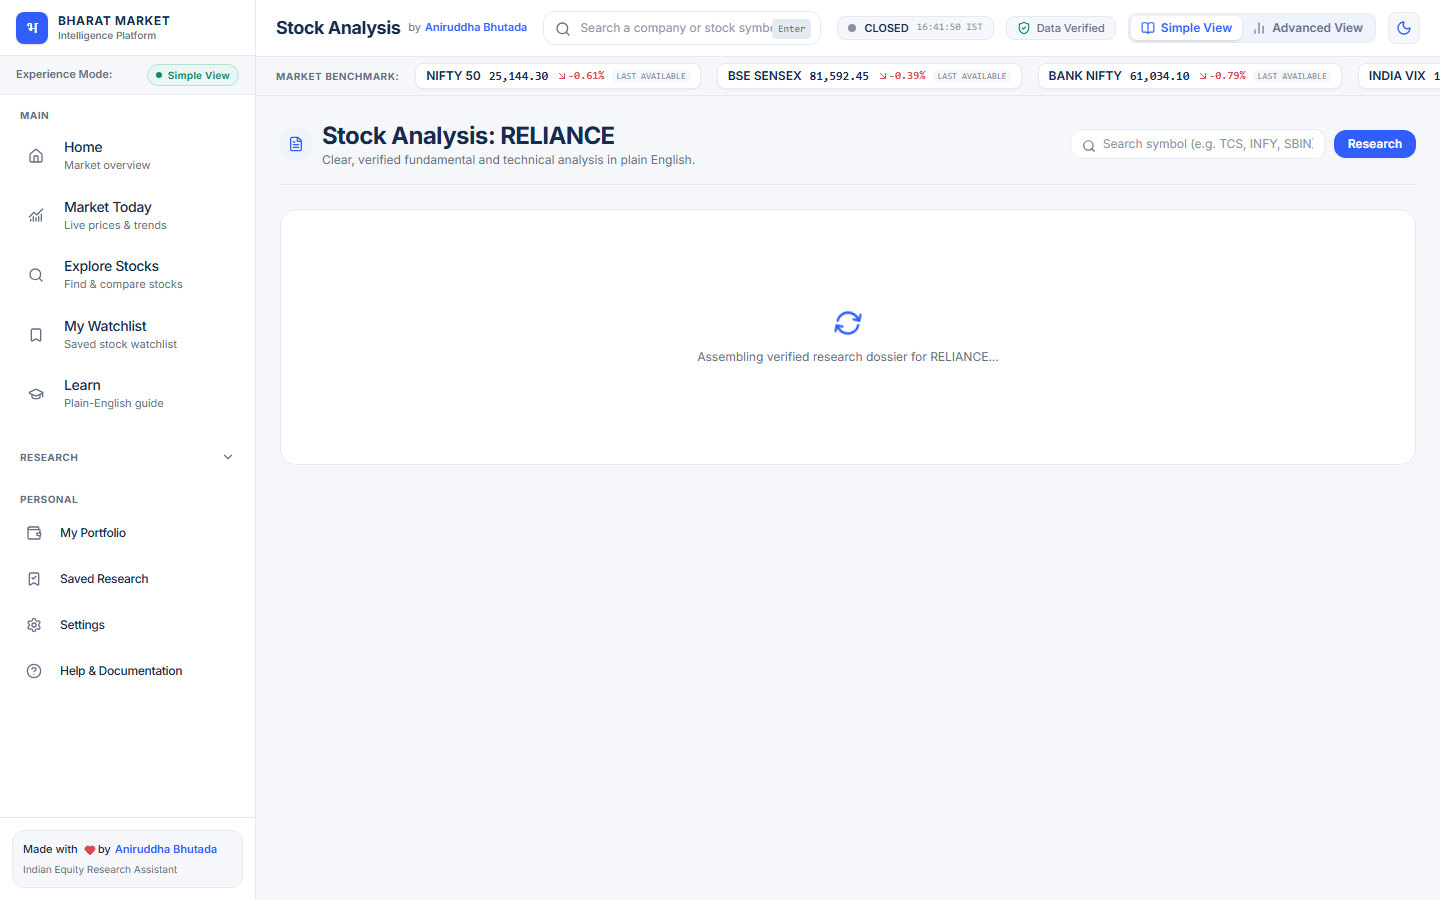 भ
BHARAT MARKET
Intelligence Platform
Experience Mode:
Simple View
MAIN
Home
Market overview
Market Today
Live prices & trends
Explore Stocks
Find & compare stocks
My Watchlist
Saved stock watchlist
Learn
Plain-English guide
RESEARCH
PERSONAL
My Portfolio
Saved Research
Settings
Help & Documentation
Made with by Aniruddha Bhutada
Indian Equity Research Assistant
Stock Analysis by Aniruddha Bhutada
Search a company or stock symbo Enter
CLOSED 16:41:50 IST
Data Verified
Simple View
Advanced View
MARKET BENCHMARK:
NIFTY 50 25,144.30 ↘-0.61% LAST AVAILABLE
BSE SENSEX 81,592.45 ↘-0.39% LAST AVAILABLE
BANK NIFTY 61,034.10 ↘-0.79% LAST AVAILABLE
INDIA VIX 1
Stock Analysis: RELIANCE
Clear, verified fundamental and technical analysis in plain English.
Search symbol (e.g. TCS, INFY, SBIN)
Research
Assembling verified research dossier for RELIANCE...